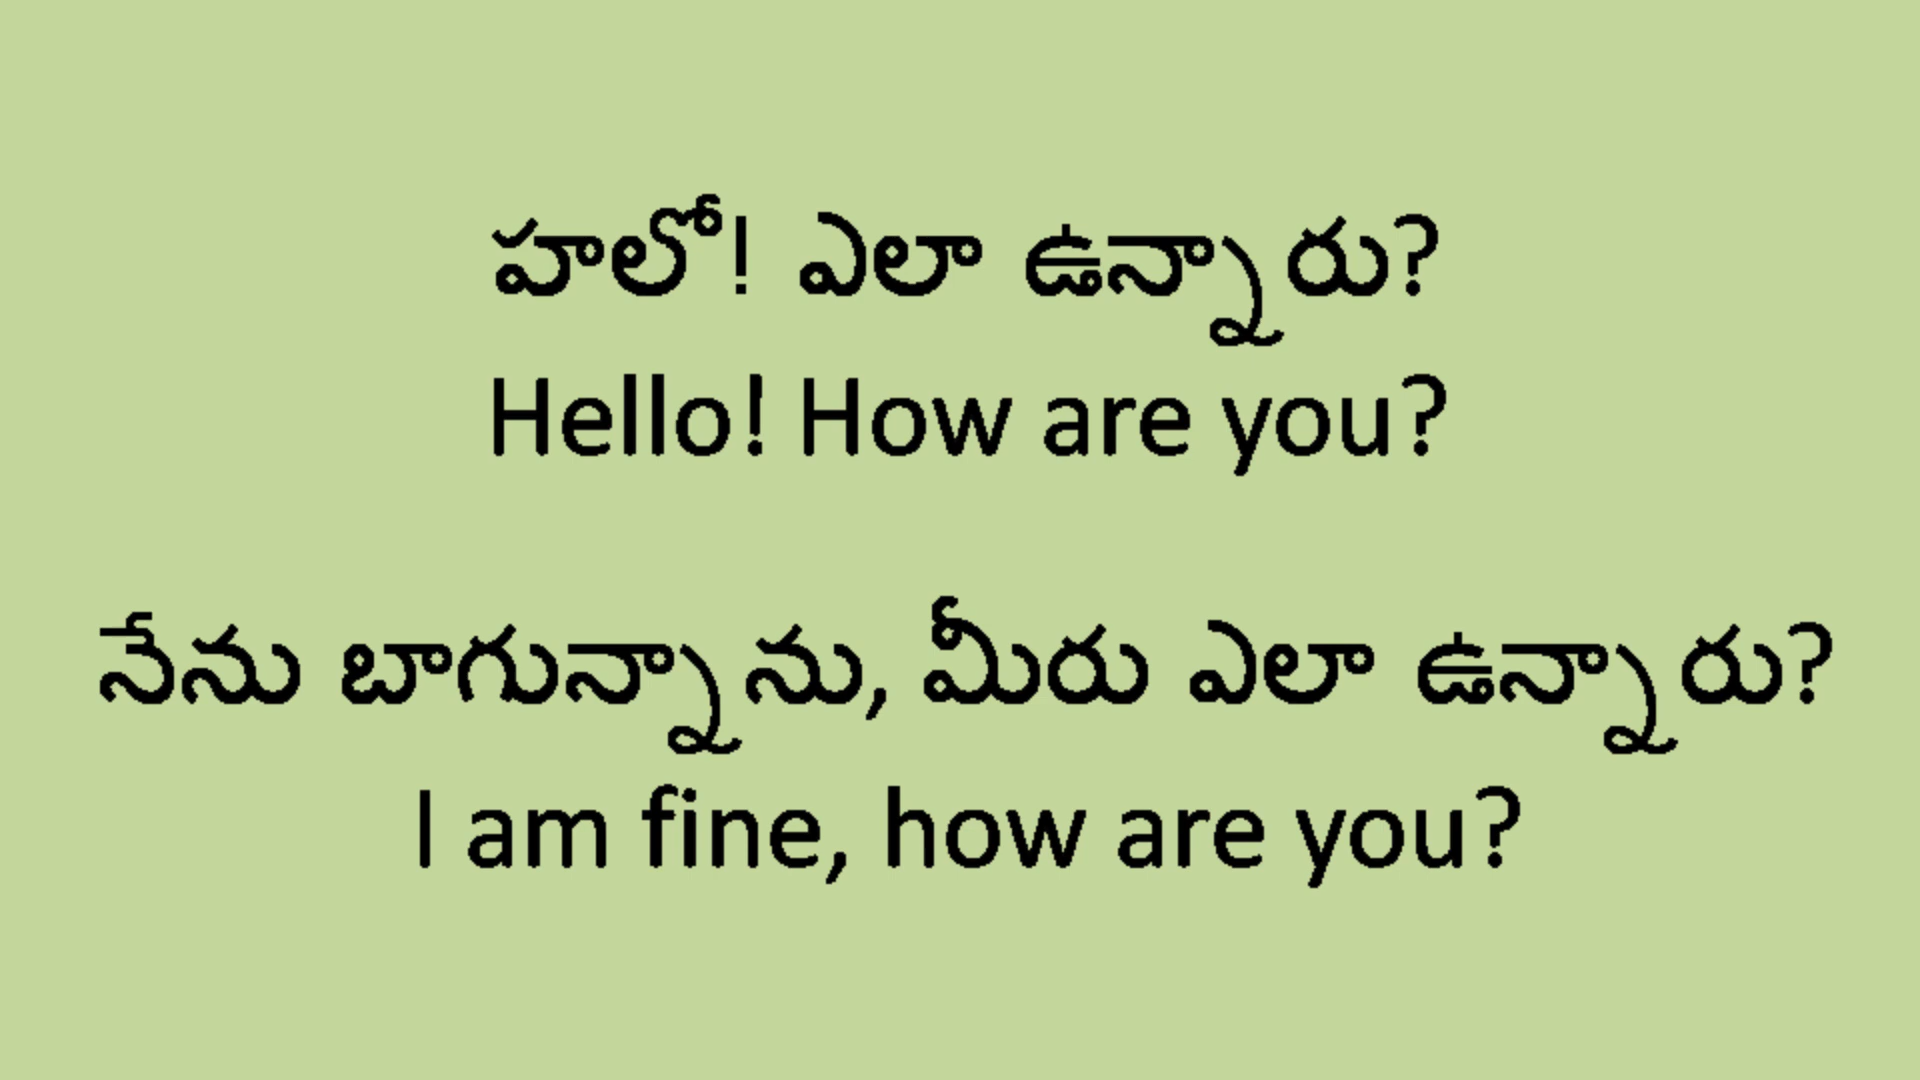 హలో! ఎలా ఉన్నారు?
Hello! How are you?
నేను బాగున్నాను, మీరు ఎలా ఉన్నారు?
I am fine, how are you?